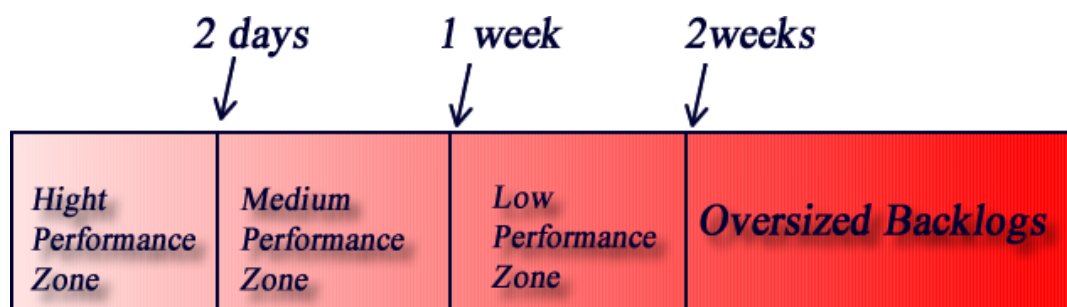 2 days
1 week
2weeks
Hight
Performance
Zone
Medium
Performance
Zone
Low
Performance
Zone
Oversized Backlogs